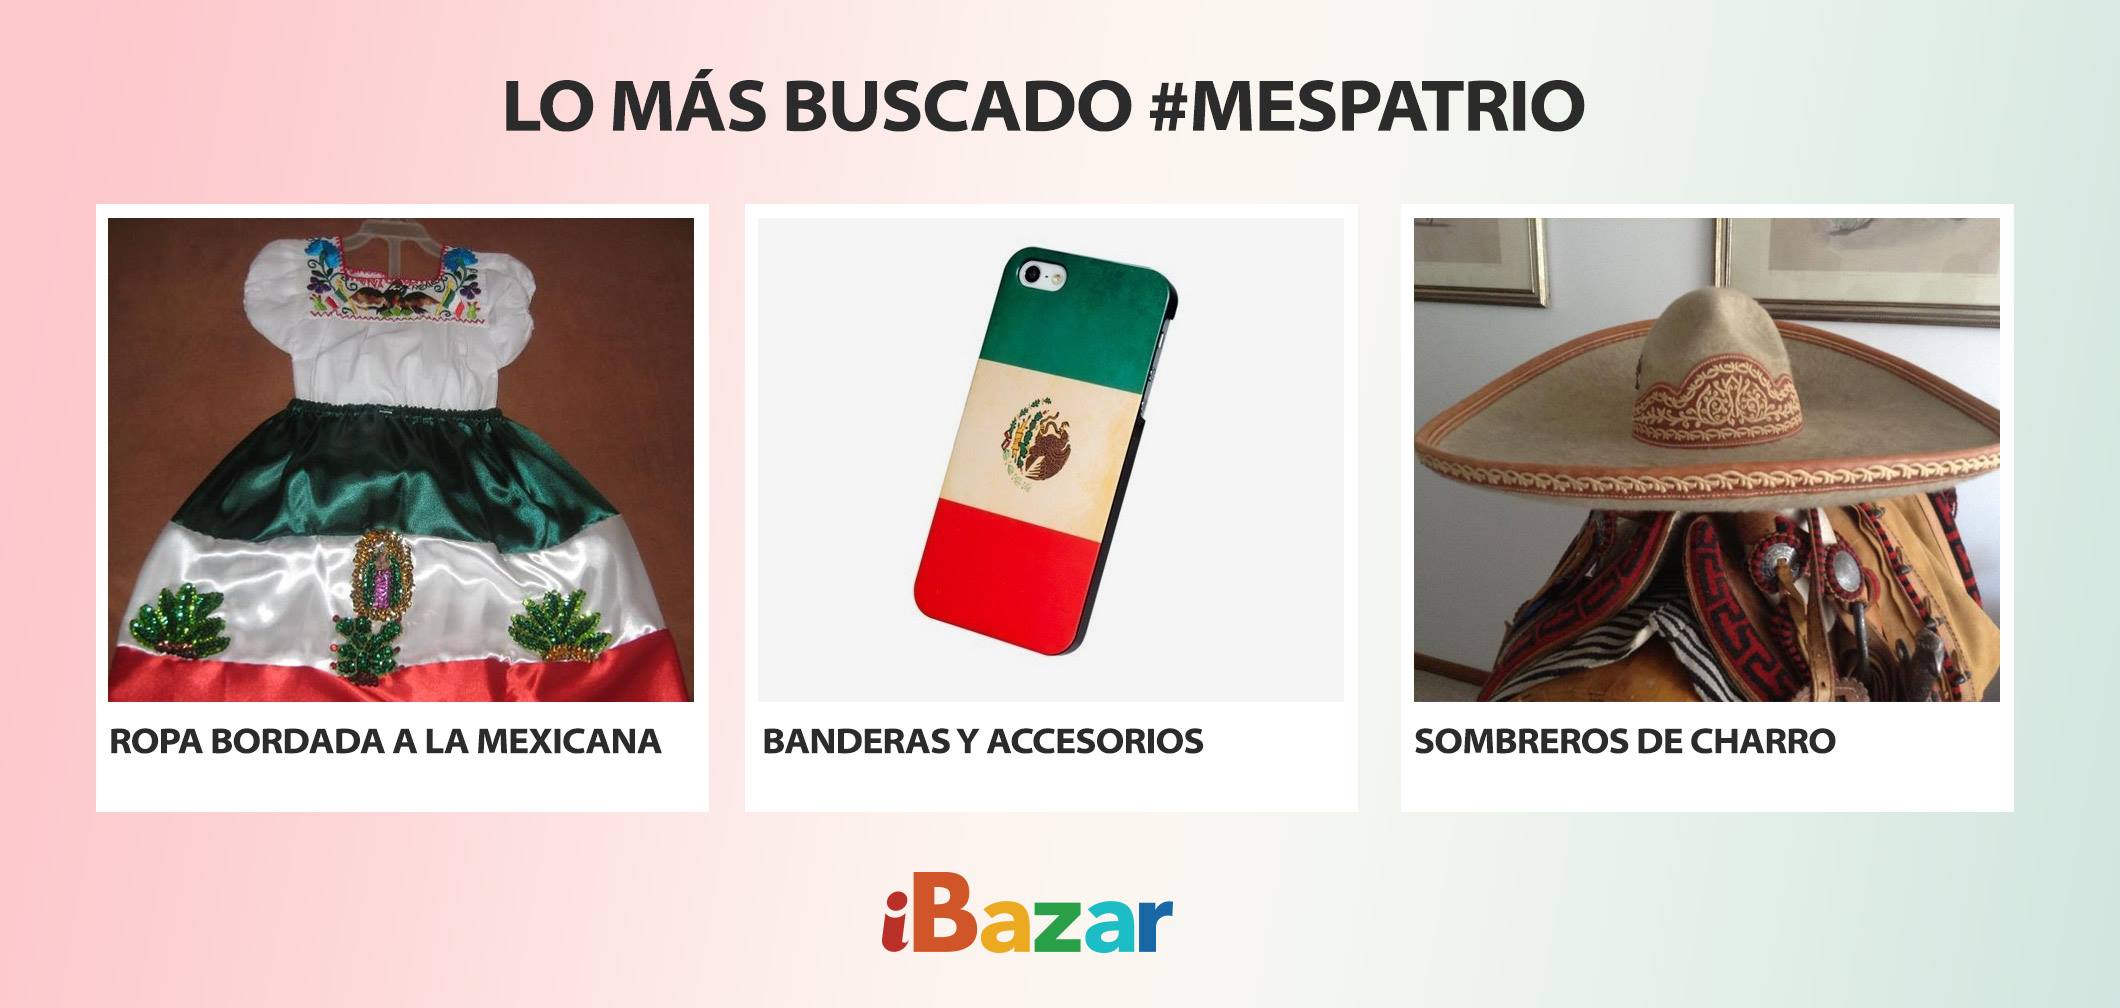 LO MÁS BUSCADO #MESPATRIO
ROPA BORDADA A LA MEXICANA
BANDERAS Y ACCESORIOS
SOMBREROS DE CHARRO
iBazar